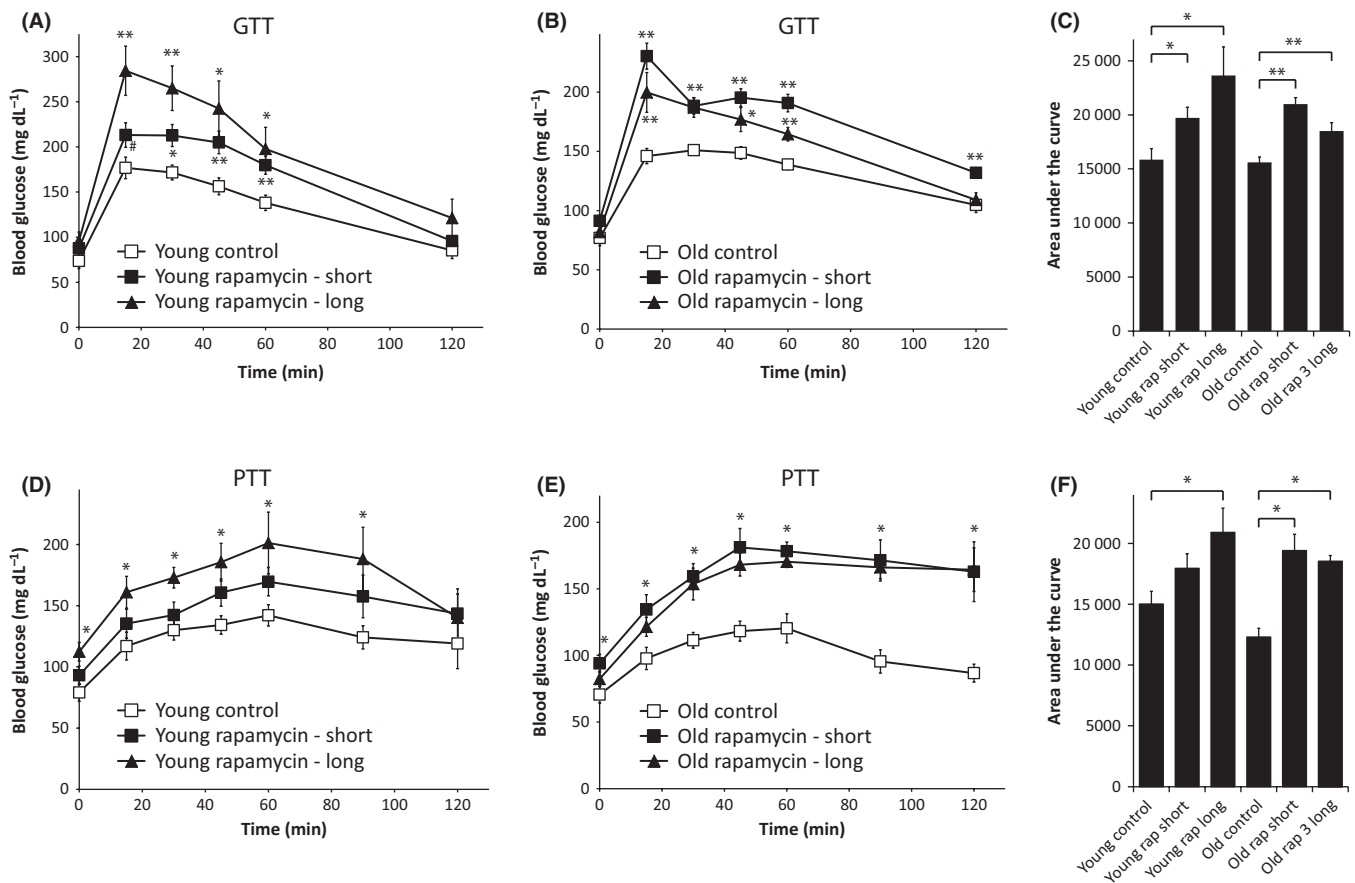 (A)
GTT
**
**
*
*
#
*
**
**
300
250
200
150
100
50
0
Blood glucose (mg dL⁻¹)
Young control
Young rapamycin - short
Young rapamycin - long
0 20 40 60 80 100 120
Time (min)
(B)
GTT
**
**
**
**
**
*
**
**
200
150
100
50
0
Blood glucose (mg dL⁻¹)
Old control
Old rapamycin - short
Old rapamycin - long
0 20 40 60 80 100 120
Time (min)
(C)
*
*
**
**
25 000
20 000
15000
10 000
5000
0
Area under the curve
Young control
Young rap short
Young rap long
Old control
Old rap short
Old rap 3 long
(D)
PTT
*
*
*
*
*
*
200
150
100
50
0
Blood glucose (mg dL⁻¹)
Young control
Young rapamycin - short
Young rapamycin - long
0 20 40 60 80 100 120
Time (min)
(E)
PTT
*
*
*
*
*
*
*
200
150
100
50
0
Blood glucose (mg dL⁻¹)
Old control
Old rapamycin - short
Old rapamycin - long
0 20 40 60 80 100 120
Time (min)
(F)
*
*
*
20 000
15 000
10 000
5000
0
Area under the curve
Young control
Young rap short
Young rap long
Old control
Old rap short
Old rap 3 long